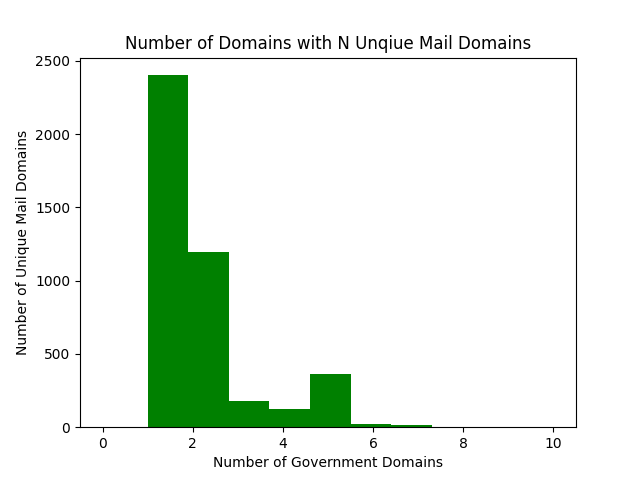 Number of Domains with N Unqiue Mail Domains
2500
2000
1500
1000
500
0
Number of Unique Mail Domains
0 2 4 6 8 10
Number of Government Domains